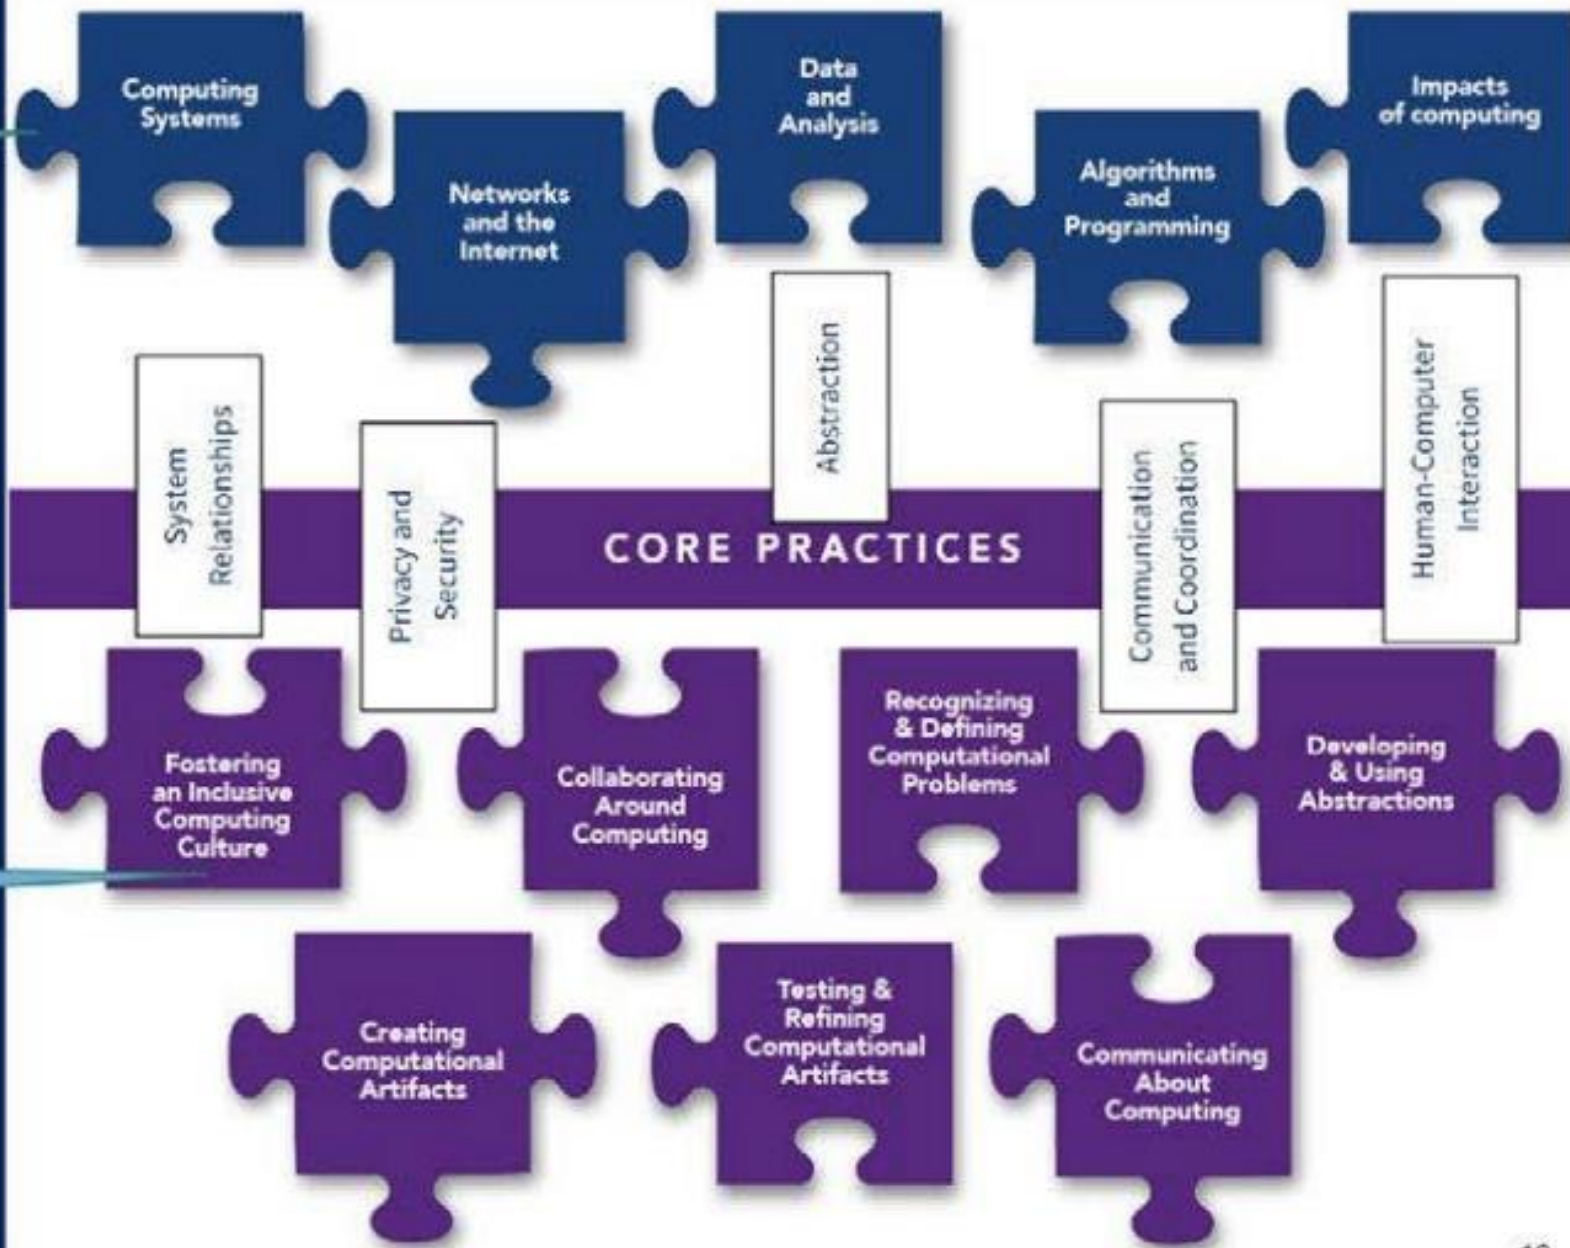 Computing
Systems
Networks
and the
Internet
Data
and
Analysis
Algorithms
and
Programming
Impacts
of computing
System
Relationships
Privacy and
Security
Abstraction
Communication
and Coordination
Human-Computer
Interaction
CORE PRACTICES
Fostering
an Inclusive
Computing
Culture
Collaborating
Around
Computing
Recognizing
& Defining
Computational
Problems
Developing
& Using
Abstractions
Creating
Computational
Artifacts
Testing &
Refining
Computational
Artifacts
Communicating
About
Computing